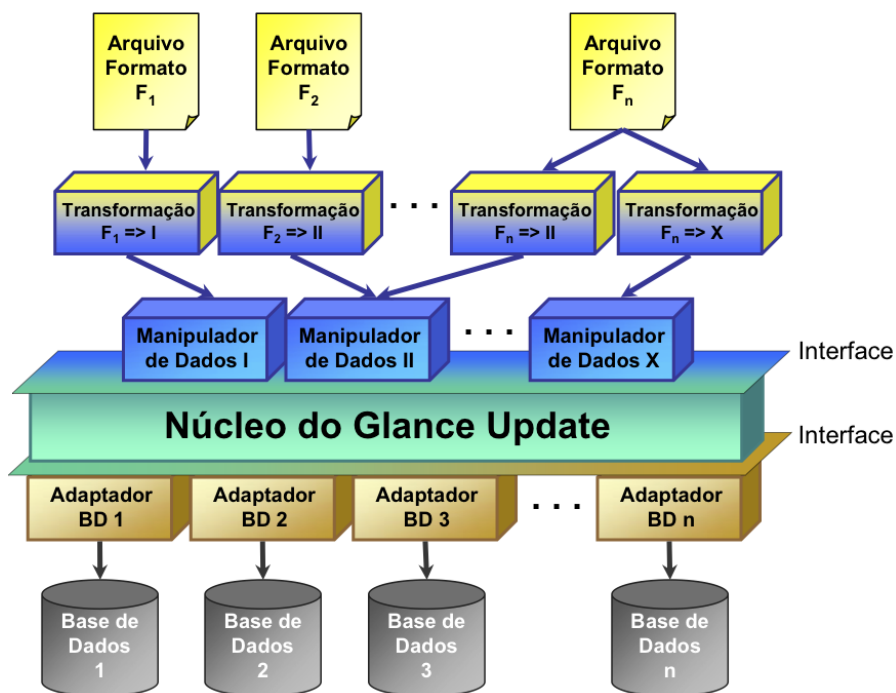 Arquivo
Formato
F1
Arquivo
Formato
F2
Arquivo
Formato
Fn
Transformação
F1 => I
Transformação
F2 => II
. . .
Transformação
Fn => II
Transformação
Fn => X
Manipulador
de Dados I
Manipulador
de Dados II
. . .
Manipulador
de Dados X
Interface
Núcleo do Glance Update
Interface
Adaptador
BD 1
Adaptador
BD 2
Adaptador
BD 3
. . .
Adaptador
BD n
Base de
Dados
1
Base de
Dados
2
Base de
Dados
3
Base de
Dados
n